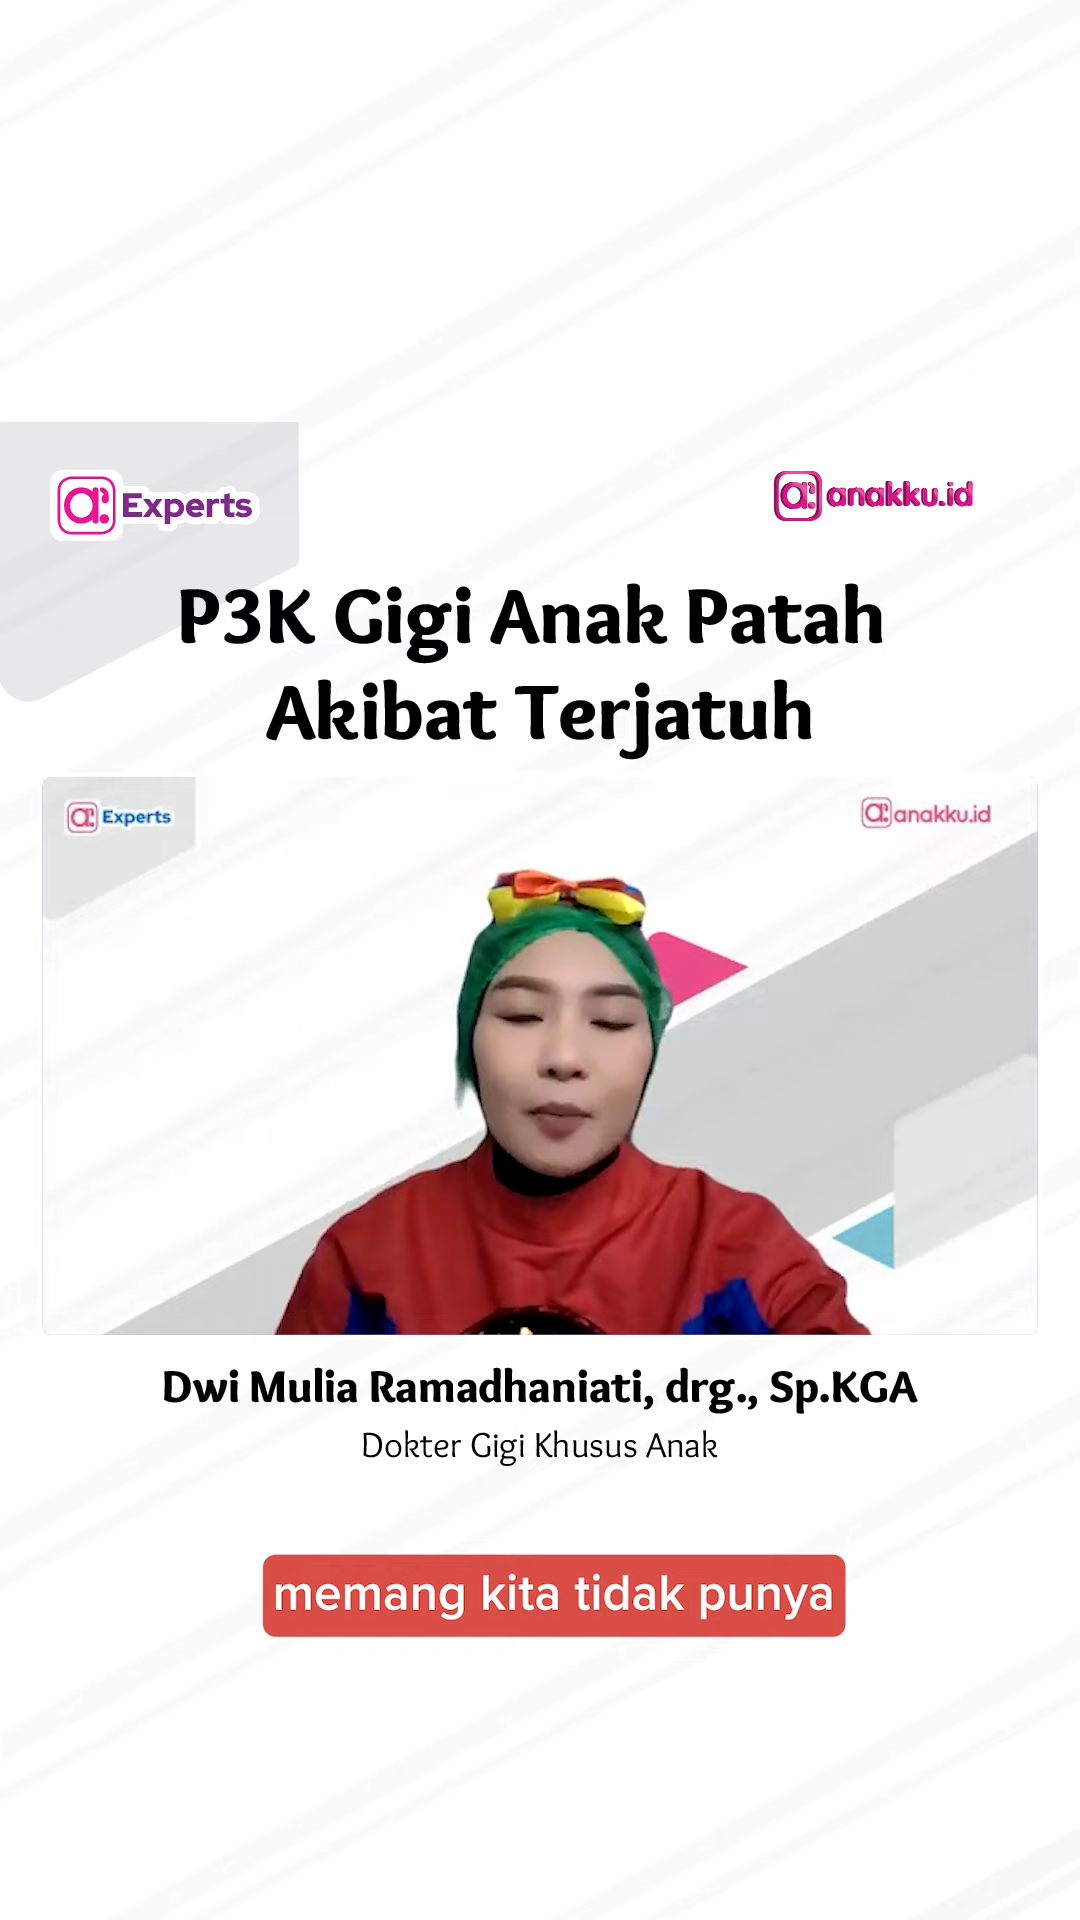 a: Experts
a: anakku.id
P3K Gigi Anak Patah
Akibat Terjatuh
a: Experts
a: anakku.id
Dwi Mulia Ramadhaniati, drg., Sp.KGA
Dokter Gigi Khusus Anak
memang kita tidak punya